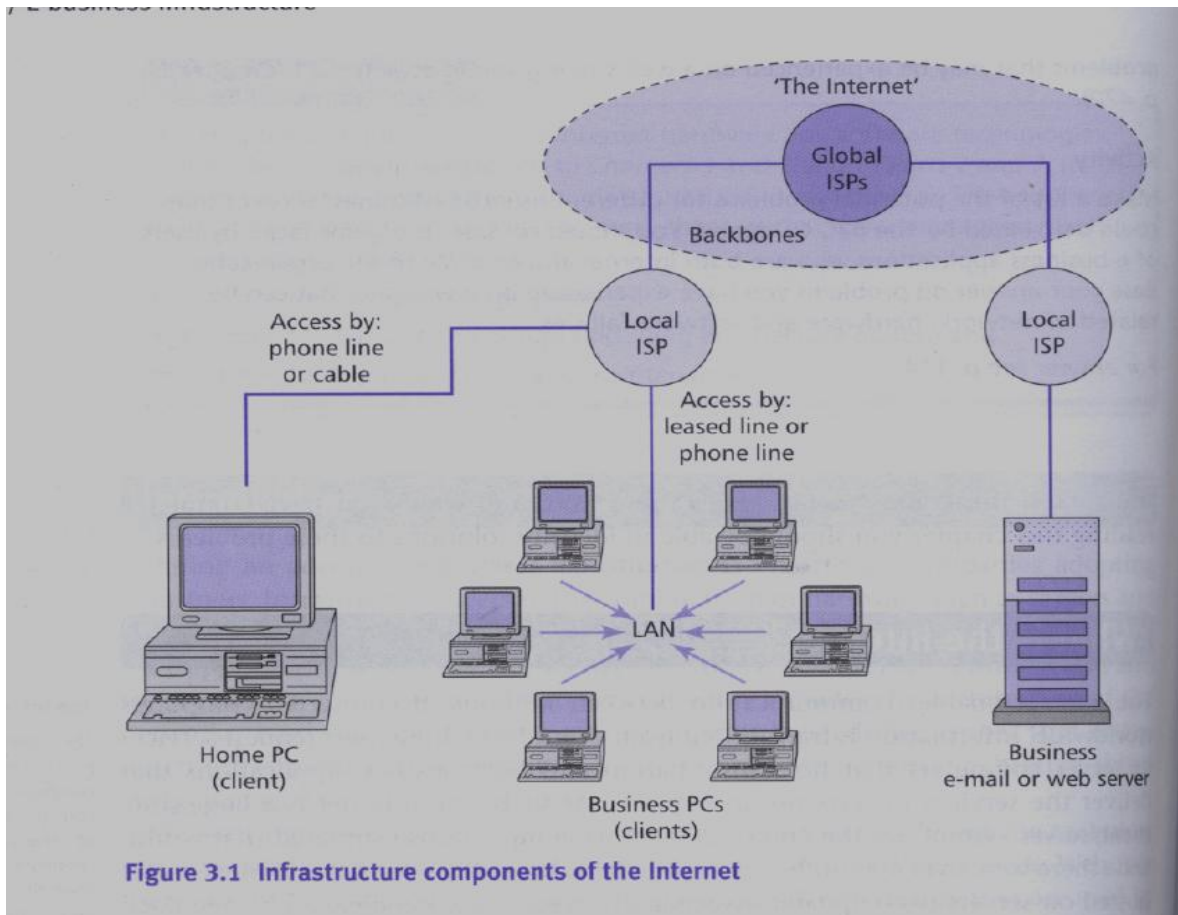 'The Internet'
Global
ISPs
Backbones
Local
ISP
Local
ISP
Access by:
phone line
or cable
Access by:
leased line or
phone line
LAN
Home PC
(client)
Business PCs
(clients)
Business
e-mail or web server
Figure 3.1 Infrastructure components of the Internet